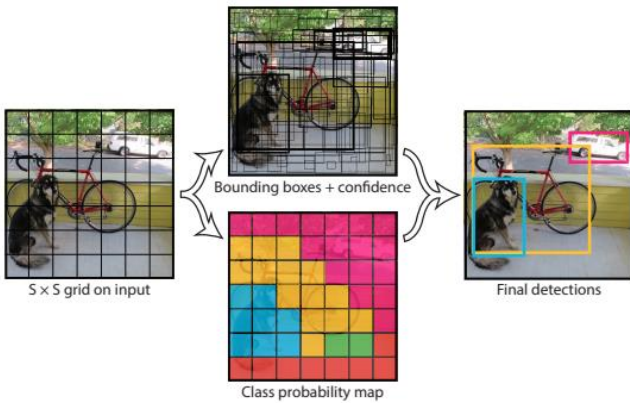 Bounding boxes + confidence
S × S grid on input
Final detections
Class probability map